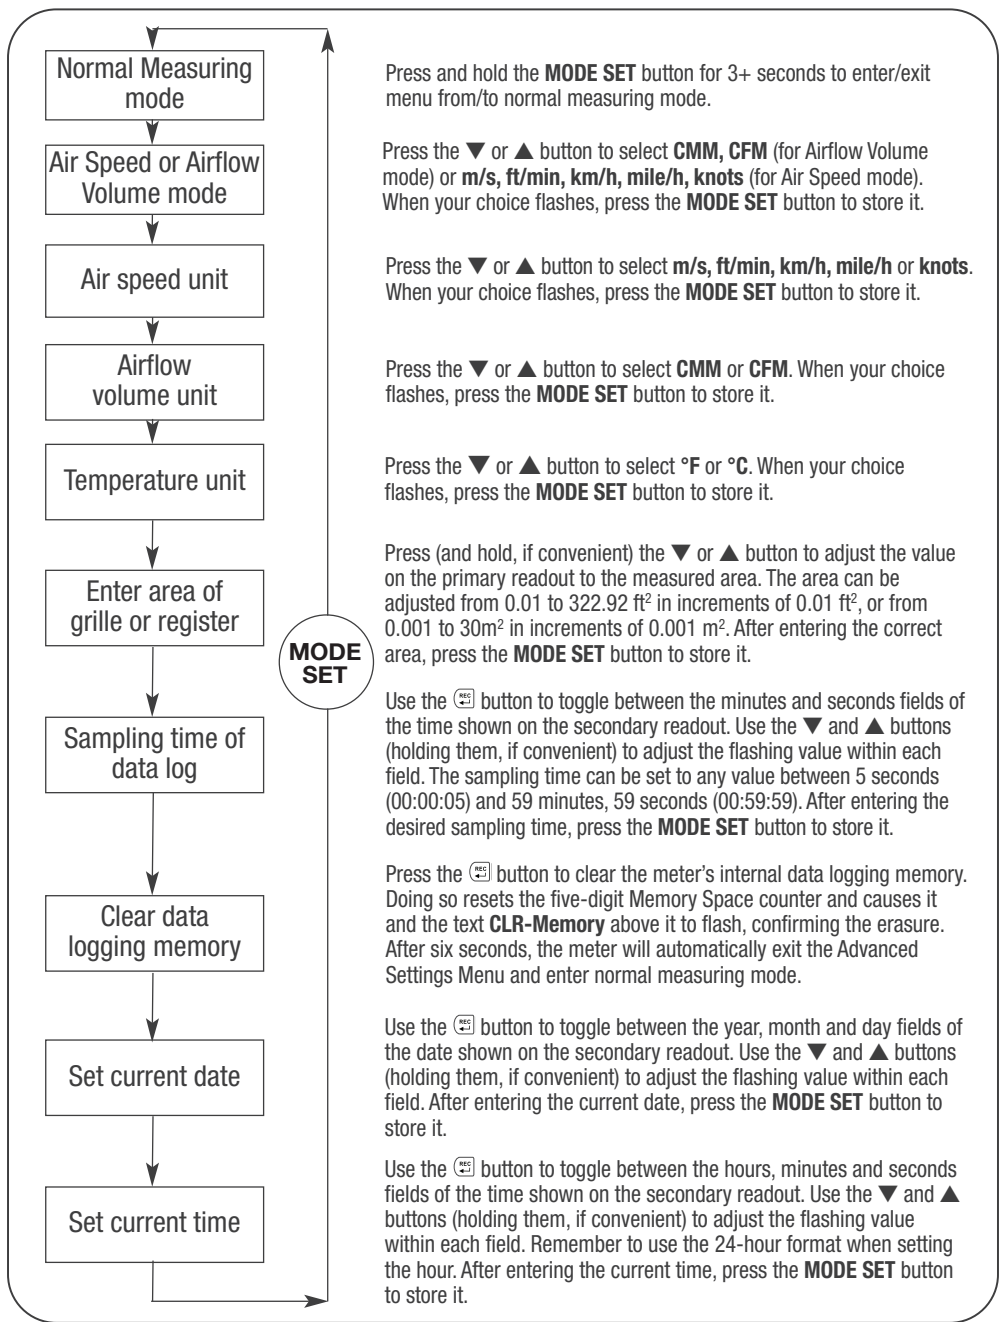 Normal Measuring
mode
Press and hold the MODE SET button for 3+ seconds to enter/exit
menu from/to normal measuring mode.
Air Speed or Airflow
Volume mode
Press the ▼ or ▲ button to select CMM, CFM (for Airflow Volume
mode) or m/s, ft/min, km/h, mile/h, knots (for Air Speed mode).
When your choice flashes, press the MODE SET button to store it.
Air speed unit
Press the ▼ or ▲ button to select m/s, ft/min, km/h, mile/h or knots.
When your choice flashes, press the MODE SET button to store it.
Airflow
volume unit
Press the ▼ or ▲ button to select CMM or CFM. When your choice
flashes, press the MODE SET button to store it.
Temperature unit
Press the ▼ or ▲ button to select °F or °C. When your choice
flashes, press the MODE SET button to store it.
Enter area of
grille or register
Press (and hold, if convenient) the ▼ or ▲ button to adjust the value
on the primary readout to the measured area. The area can be
adjusted from 0.01 to 322.92 ft² in increments of 0.01 ft², or from
0.001 to 30m² in increments of 0.001 m². After entering the correct
area, press the MODE SET button to store it.
MODE
SET
Sampling time of
data log
Use the REC button to toggle between the minutes and seconds fields of
the time shown on the secondary readout. Use the ▼ and ▲ buttons
(holding them, if convenient) to adjust the flashing value within each
field. The sampling time can be set to any value between 5 seconds
(00:00:05) and 59 minutes, 59 seconds (00:59:59). After entering the
desired sampling time, press the MODE SET button to store it.
Clear data
logging memory
Press the REC button to clear the meter's internal data logging memory.
Doing so resets the five-digit Memory Space counter and causes it
and the text CLR-Memory above it to flash, confirming the erasure.
After six seconds, the meter will automatically exit the Advanced
Settings Menu and enter normal measuring mode.
Set current date
Use the REC button to toggle between the year, month and day fields of
the date shown on the secondary readout. Use the ▼ and ▲ buttons
(holding them, if convenient) to adjust the flashing value within each
field. After entering the current date, press the MODE SET button to
store it.
Set current time
Use the REC button to toggle between the hours, minutes and seconds
fields of the time shown on the secondary readout. Use the ▼ and ▲
buttons (holding them, if convenient) to adjust the flashing value
within each field. Remember to use the 24-hour format when setting
the hour. After entering the current time, press the MODE SET button
to store it.